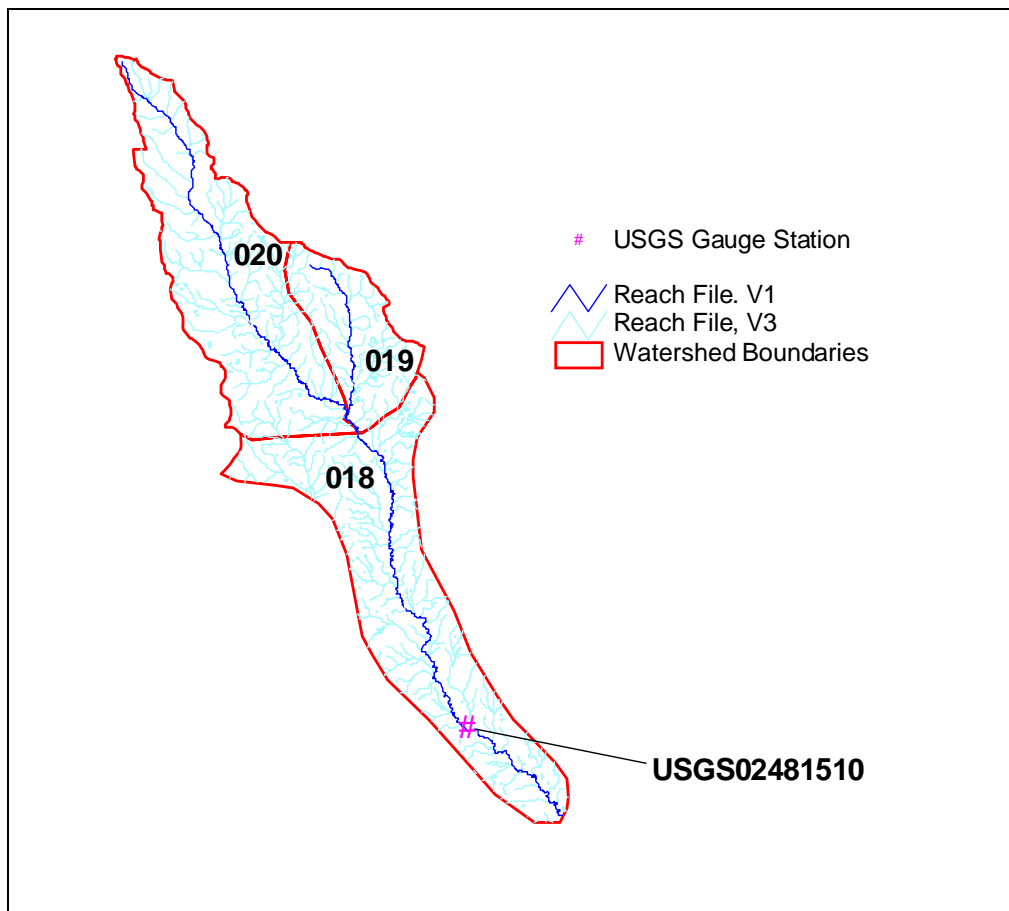 020
# USGS Gauge Station
Reach File. V1
Reach File, V3
Watershed Boundaries
019
018
#
USGS02481510